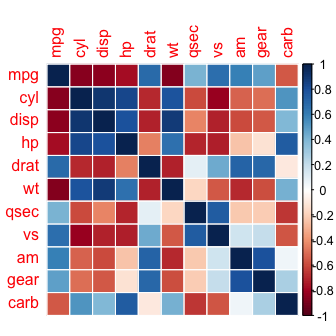 mpg cyl disp hp drat wt qsec vs am gear carb
mpg
cyl
disp
hp
drat
wt
qsec
vs
am
gear
carb
1
0.8
0.6
0.4
0.2
0
-0.2
-0.4
-0.6
-0.8
-1